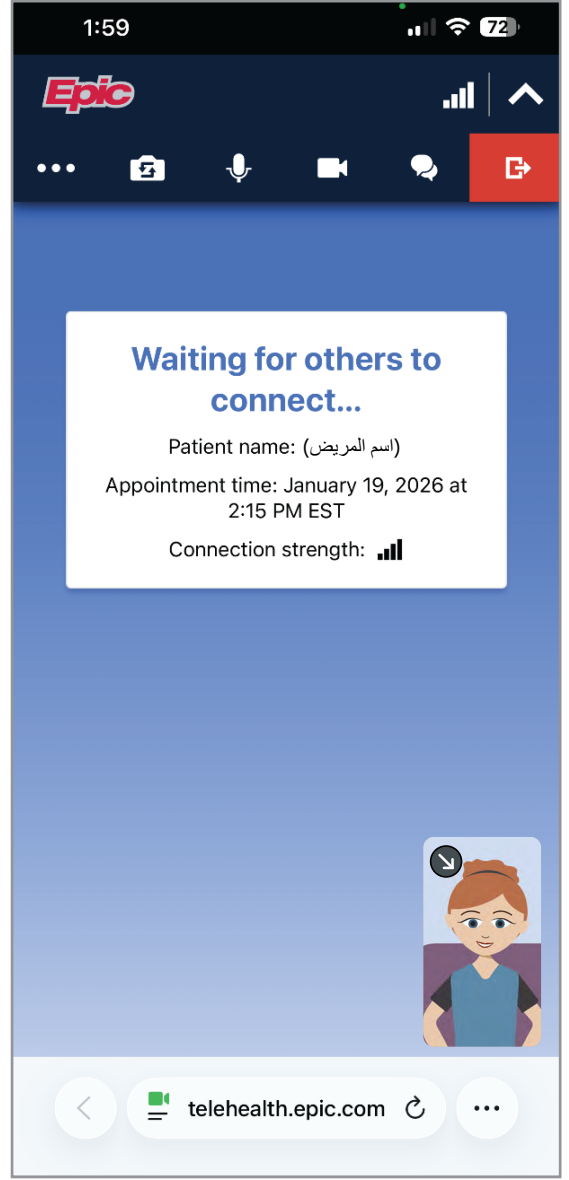 1:59
72
Epic
Waiting for others to
connect...
Patient name: (اسم المريض)
Appointment time: January 19, 2026 at
2:15 PM EST
Connection strength:
telehealth.epic.com